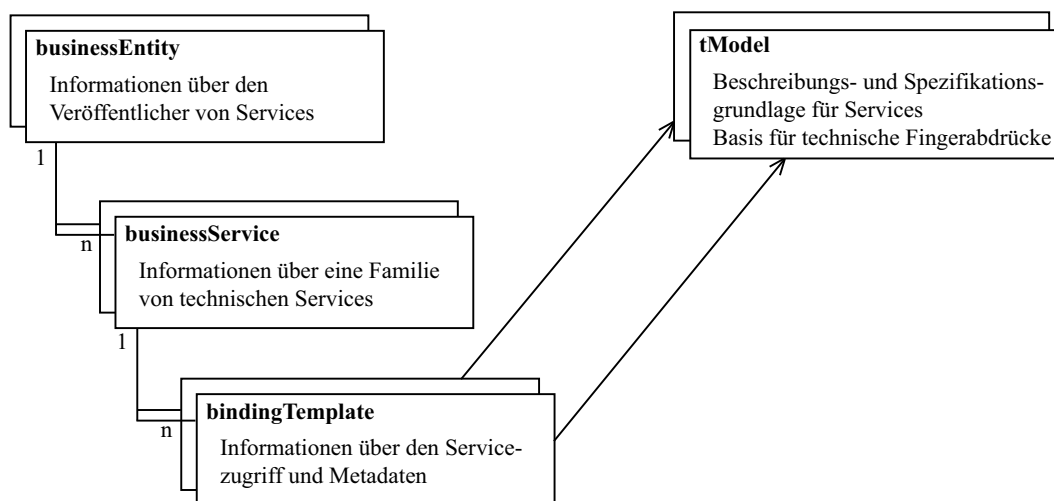 businessEntity
Informationen über den
Veröffentlicher von Services
tModel
Beschreibungs- und Spezifikations-
grundlage für Services
Basis für technische Fingerabdrücke
1
n
businessService
Informationen über eine Familie
von technischen Services
1
n
bindingTemplate
Informationen über den Service-
zugriff und Metadaten